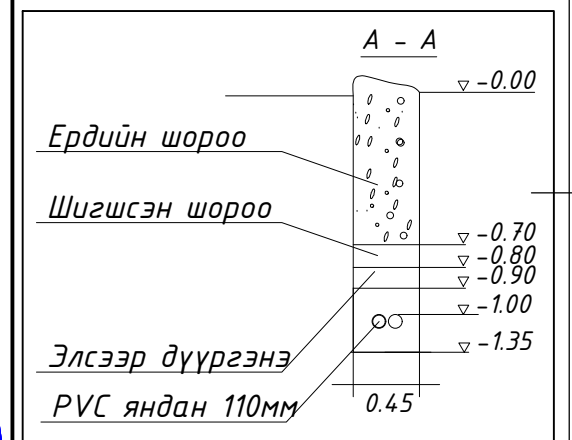 А - А
-0.00
Ердийн шороо
Шигшсэн шороо
-0.70
-0.80
-0.90
-1.00
-1.35
Элсээр дүүргэнэ
PVC яндан 110мм
0.45